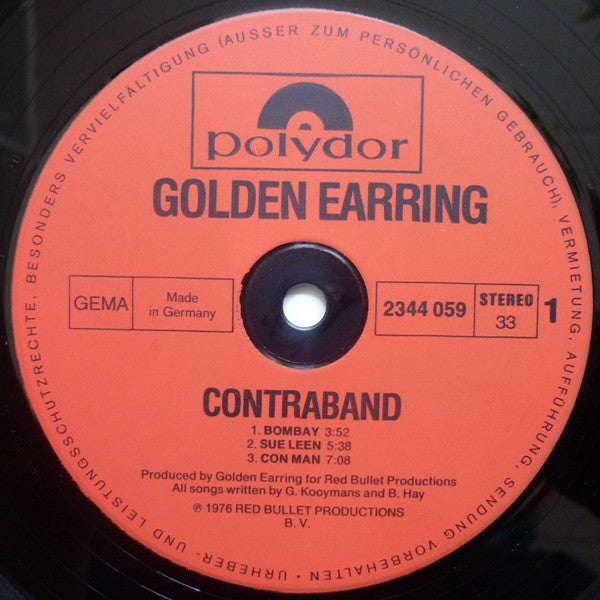 polydor
GOLDEN EARRING
GEMA
Made
in Germany
2344 059
STEREO
33
1
CONTRABAND
1. BOMBAY 3:52
2. SUE LEEN 5:38
3. CON MAN 7:08
Produced by Golden Earring for Red Bullet Productions
All songs written by G. Kooymans and B. Hay
℗ 1976 RED BULLET PRODUCTIONS
B. V.
URHEBER- UND LEISTUNGSSCHUTZRECHTE, BESONDERS VERVIELFÄLTIGUNG (AUSSER ZUM PERSÖNLICHEN GEBRAUCH), VERMIETUNG, AUFFÜHRUNG, SENDUNG VORBEHALTEN •